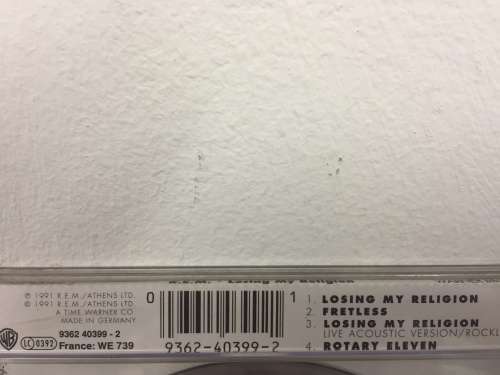 R.E.M. - Losing My Religion
℗ 1991 R.E.M./ATHENS LTD.
© 1991 R.E.M./ATHENS LTD.
A TIME WARNER CO
MADE IN GERMANY
9362 40399 - 2
WB LC 0392 France: WE 739
0 1
9362-40399-2
1. LOSING MY RELIGION
2. FRETLESS
3. LOSING MY RELIGION
LIVE ACOUSTIC VERSION/ROCKL
4. ROTARY ELEVEN